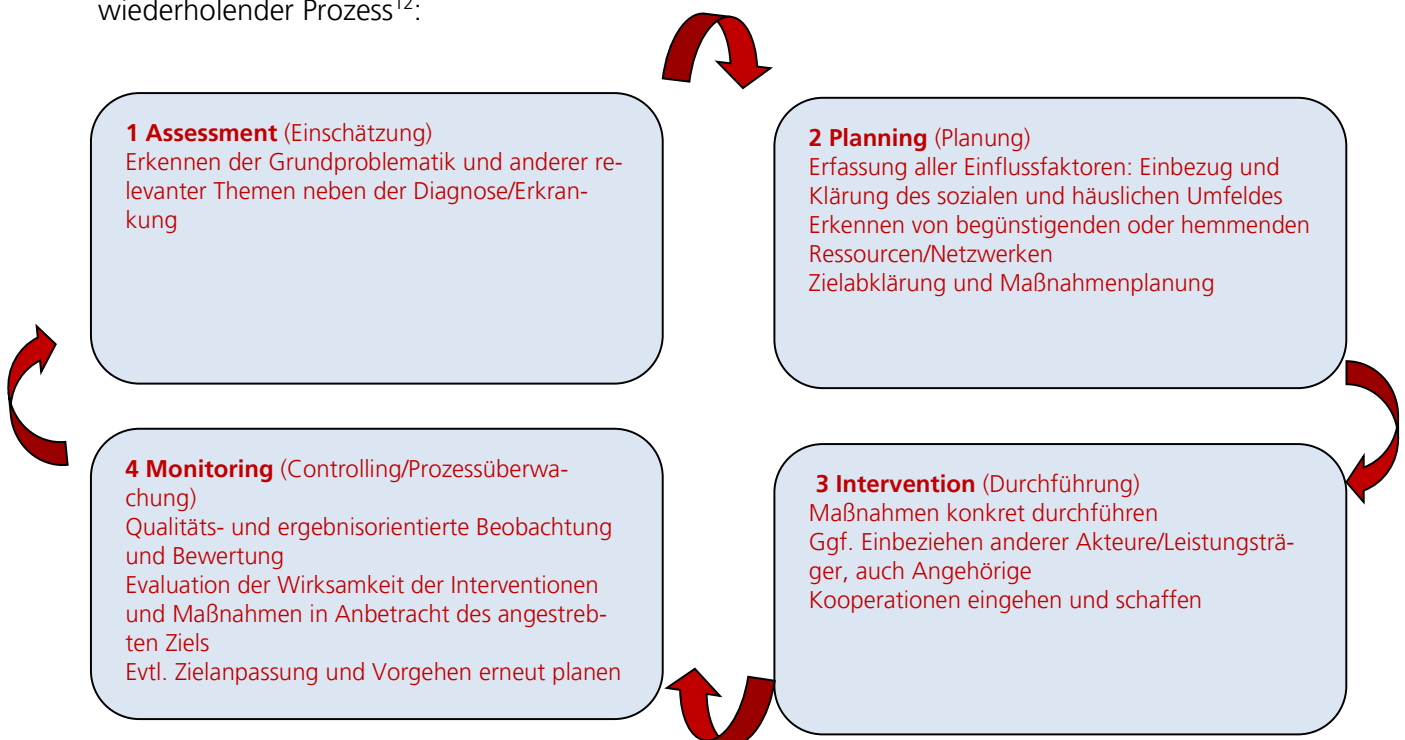 wiederholender Prozess12:
1 Assessment (Einschätzung)
Erkennen der Grundproblematik und anderer re-
levanter Themen neben der Diagnose/Erkran-
kung
2 Planning (Planung)
Erfassung aller Einflussfaktoren: Einbezug und
Klärung des sozialen und häuslichen Umfeldes
Erkennen von begünstigenden oder hemmenden
Ressourcen/Netzwerken
Zielabklärung und Maßnahmenplanung
3 Intervention (Durchführung)
Maßnahmen konkret durchführen
Ggf. Einbeziehen anderer Akteure/Leistungsträ-
ger, auch Angehörige
Kooperationen eingehen und schaffen
4 Monitoring (Controlling/Prozessüberwa-
chung)
Qualitäts- und ergebnisorientierte Beobachtung
und Bewertung
Evaluation der Wirksamkeit der Interventionen
und Maßnahmen in Anbetracht des angestreb-
ten Ziels
Evtl. Zielanpassung und Vorgehen erneut planen